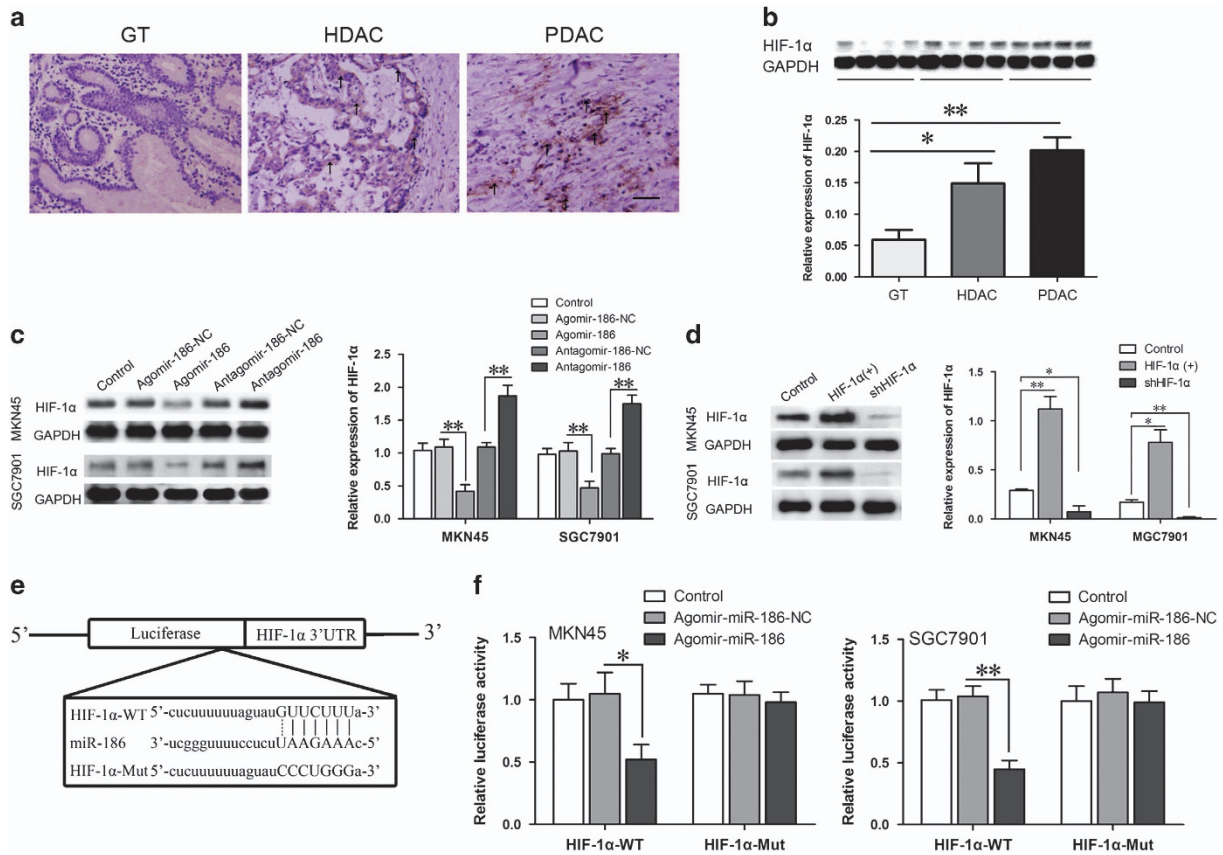 a
GT HDAC PDAC
b
HIF-1α
GAPDH
Relative expression of HIF-1α
0.25
0.20
0.15
0.10
0.05
0.00
**
*
GT HDAC PDAC
c
Control Agomir-186-NC Agomir-186 Antagomir-186-NC Antagomir-186
MKN45
HIF-1α
GAPDH
SGC7901
HIF-1α
GAPDH
Control
Agomir-186-NC
Agomir-186
Antagomir-186-NC
Antagomir-186
Relative expression of HIF-1α
2.5
2.0
1.5
1.0
0.5
0.0
** ** ** **
MKN45 SGC7901
d
Control HIF-1α(+) shHIF-1α
MKN45
HIF-1α
GAPDH
SGC7901
HIF-1α
GAPDH
Control
HIF-1α (+)
shHIF-1α
Relative expression of HIF-1α
1.5
1.0
0.5
0.0
* **
** *
MKN45 MGC7901
e
5’ Luciferase HIF-1α 3’UTR 3’
HIF-1α-WT 5’-cucuuuuuuaguauGUUCUUUa-3’
miR-186 3’-ucggguuuuccucuUAAGAAAc-5’
HIF-1α-Mut 5’-cucuuuuuuaguauCCCUGGGa-3’
f
Control
Agomir-miR-186-NC
Agomir-miR-186
MKN45
Relative luciferase activity
1.5
1.0
0.5
0.0
*
HIF-1α-WT HIF-1α-Mut
Control
Agomir-miR-186-NC
Agomir-miR-186
SGC7901
Relative luciferase activity
1.5
1.0
0.5
0.0
**
HIF-1α-WT HIF-1α-Mut